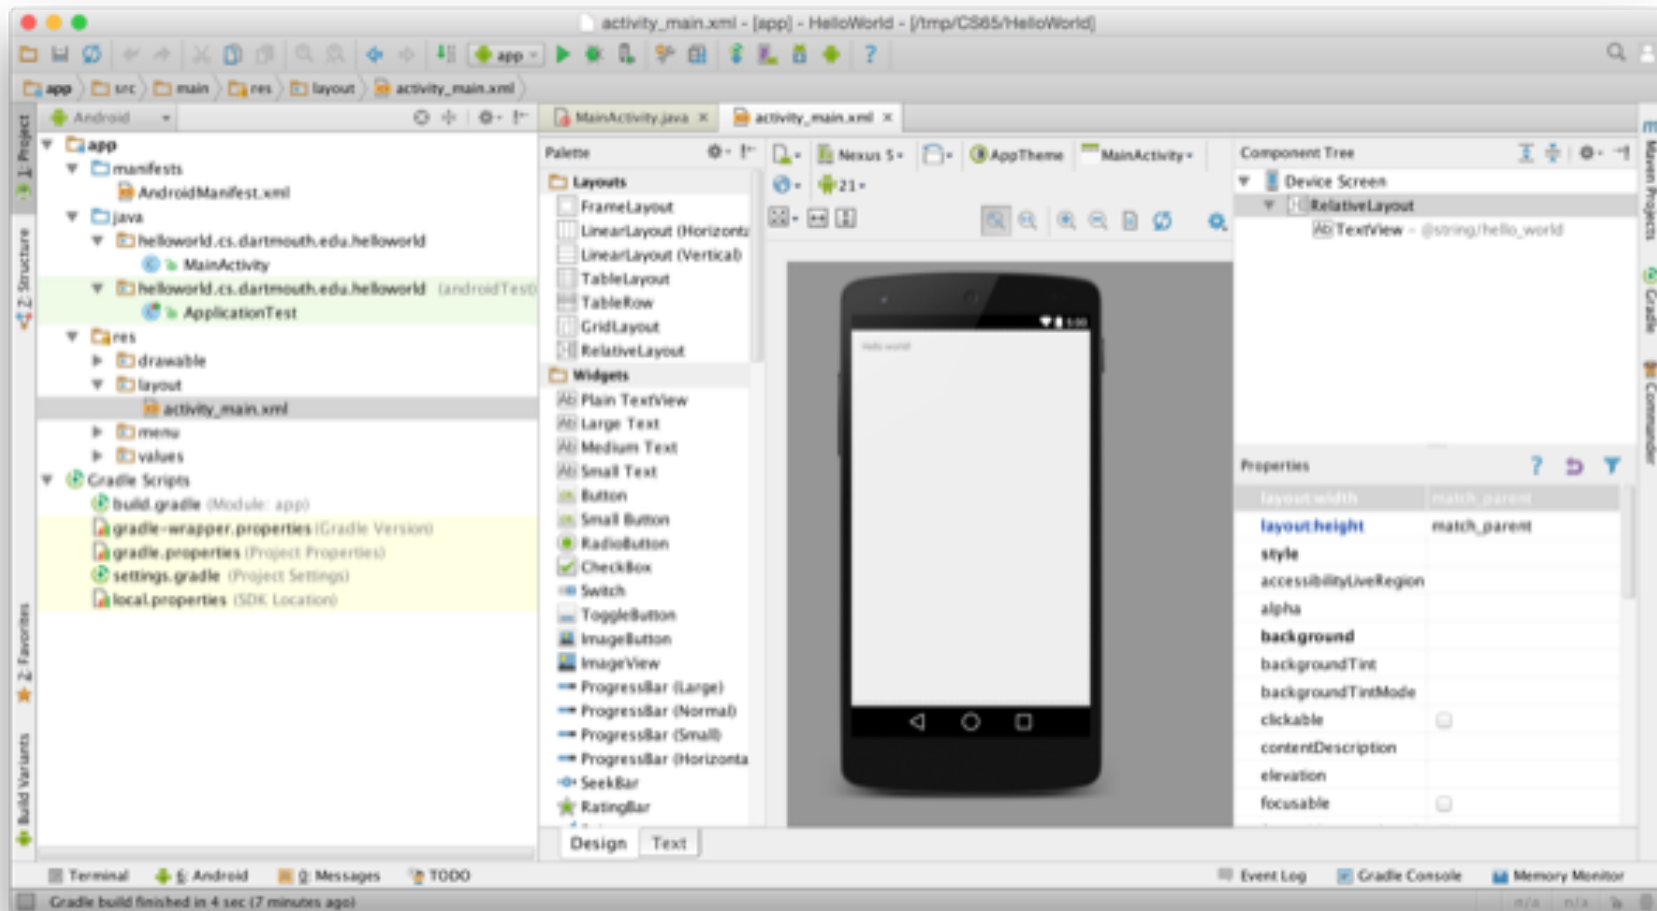 activity_main.xml - [app] - HelloWorld - [/tmp/CS65/HelloWorld]
app
app src main res layout activity_main.xml
1: Project
Z: Structure
2: Favorites
Build Variants
Android
app
manifests
AndroidManifest.xml
java
helloworld.cs.dartmouth.edu.helloworld
MainActivity
helloworld.cs.dartmouth.edu.helloworld (androidTest)
ApplicationTest
res
drawable
layout
activity_main.xml
menu
values
Gradle Scripts
build.gradle (Module: app)
gradle-wrapper.properties (Gradle Version)
gradle.properties (Project Properties)
settings.gradle (Project Settings)
local.properties (SDK Location)
MainActivity.java activity_main.xml
Palette
Layouts
FrameLayout
LinearLayout (Horizonta
LinearLayout (Vertical)
TableLayout
TableRow
GridLayout
RelativeLayout
Widgets
Plain TextView
Large Text
Medium Text
Small Text
Button
Small Button
RadioButton
CheckBox
Switch
ToggleButton
ImageButton
ImageView
ProgressBar (Large)
ProgressBar (Normal)
ProgressBar (Small)
ProgressBar (Horizonta
SeekBar
RatingBar
Design Text
Nexus 5 AppTheme MainActivity
21
5:00
Hello world!
Component Tree
Device Screen
RelativeLayout
Ab TextView - @string/hello_world
Properties
layout:width match_parent
layout:height match_parent
style
accessibilityLiveRegion
alpha
background
backgroundTint
backgroundTintMode
clickable
contentDescription
elevation
focusable
Maven Projects
Gradle
Commander
Terminal 6: Android 0: Messages TODO
Event Log Gradle Console Memory Monitor
Gradle build finished in 4 sec (7 minutes ago)
n/a n/a